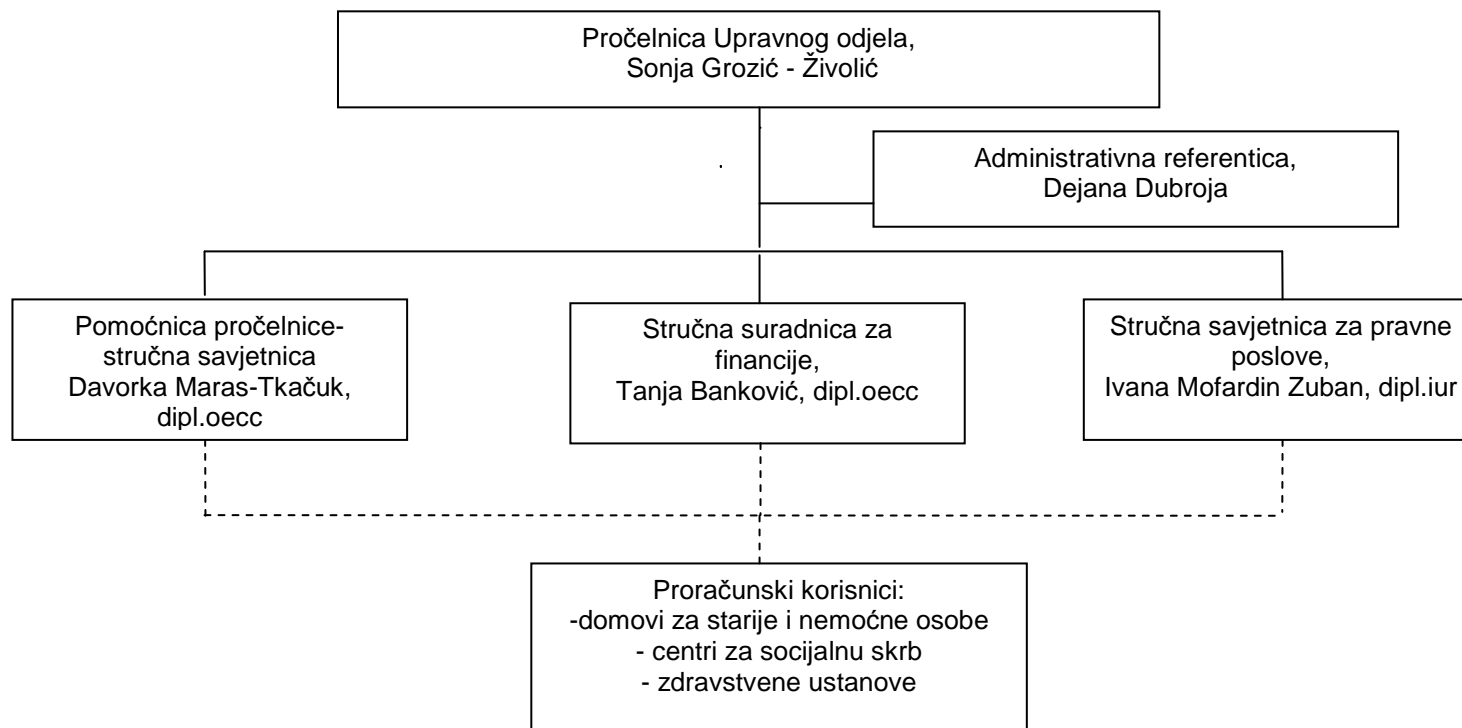 Pročelnica Upravnog odjela,
Sonja Grozić - Živolić
Administrativna referentica,
Dejana Dubroja
Pomoćnica pročelnice-
stručna savjetnica
Davorka Maras-Tkačuk,
dipl.oecc
Stručna suradnica za
financije,
Tanja Banković, dipl.oecc
Stručna savjetnica za pravne
poslove,
Ivana Mofardin Zuban, dipl.iur
Proračunski korisnici:
-domovi za starije i nemoćne osobe
- centri za socijalnu skrb
- zdravstvene ustanove